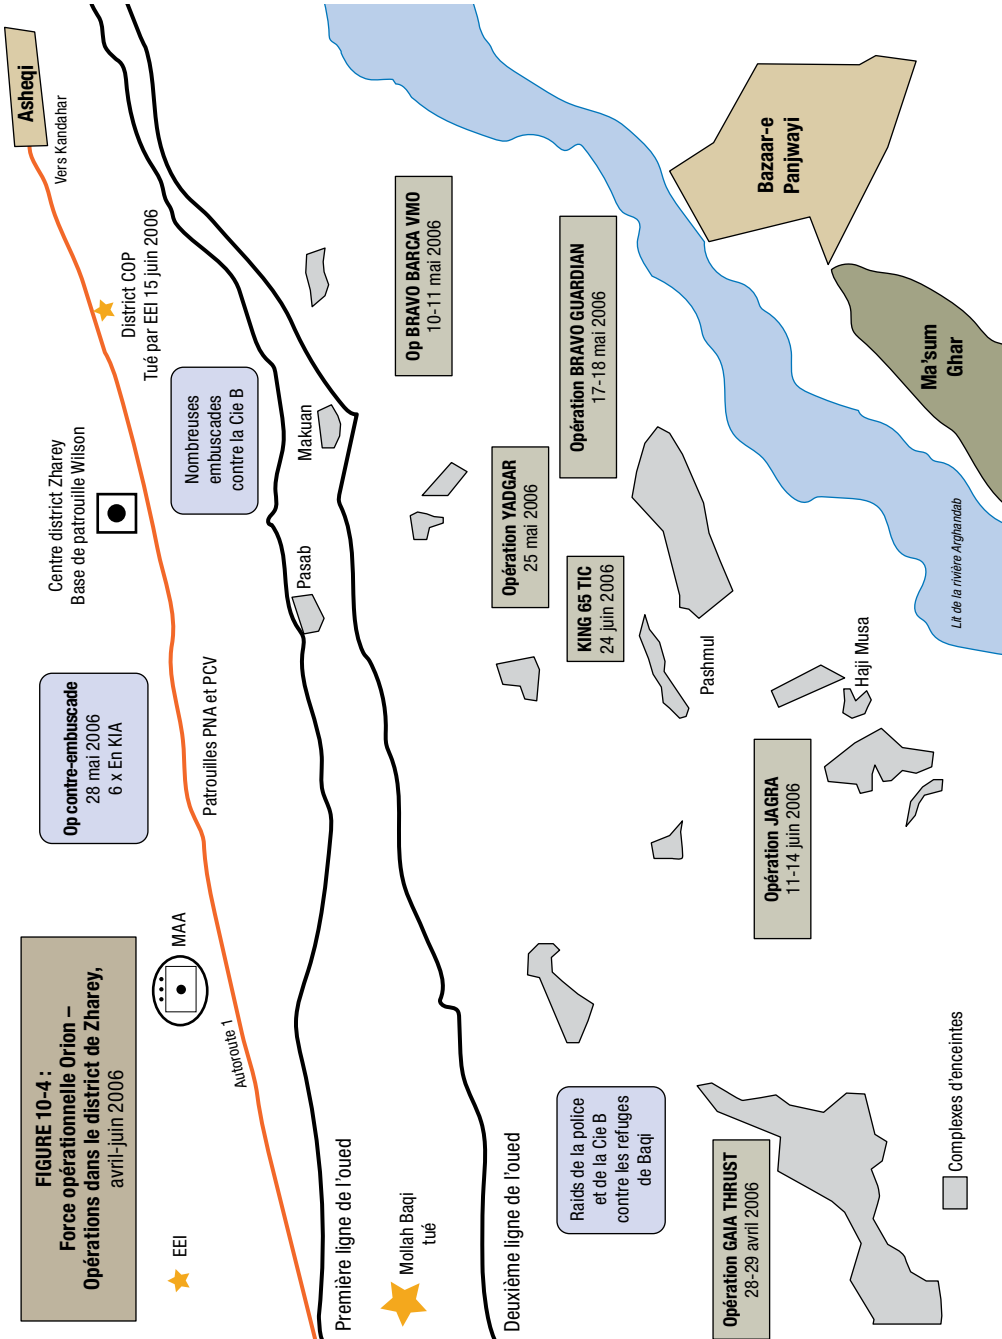 FIGURE 10-4 :
Force opérationnelle Orion –
Opérations dans le district de Zharey,
avril-juin 2006
EEI
MAA
Autoroute 1
Op contre-embuscade
28 mai 2006
6 x En KIA
Patrouilles PNA et PCV
Centre district Zharey
Base de patrouille Wilson
Nombreuses
embuscades
contre la Cie B
District COP
Tué par EEI 15 juin 2006
Vers Kandahar
Asheqi
Première ligne de l'oued
Mollah Baqi
tué
Deuxième ligne de l'oued
Pasab
Makuan
Op BRAVO BARCA VMO
10-11 mai 2006
Opération YADGAR
25 mai 2006
Opération BRAVO GUARDIAN
17-18 mai 2006
KING 65 TIC
24 juin 2006
Raids de la police
et de la Cie B
contre les refuges
de Baqi
Pashmul
Opération GAIA THRUST
28-29 avril 2006
Opération JAGRA
11-14 juin 2006
Haji Musa
Bazaar-e
Panjwayi
Ma'sum
Ghar
Lit de la rivière Arghandab
Complexes d'enceintes